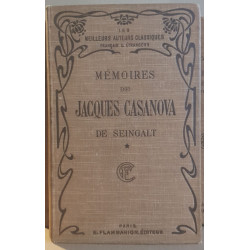 LES
MEILLEURS AUTEURS CLASSIQUES
FRANÇAIS & ÉTRANGERS
MÉMOIRES
DE
JACQUES CASANOVA
DE SEINGALT
*
PARIS
E. FLAMMARION, ÉDITEUR